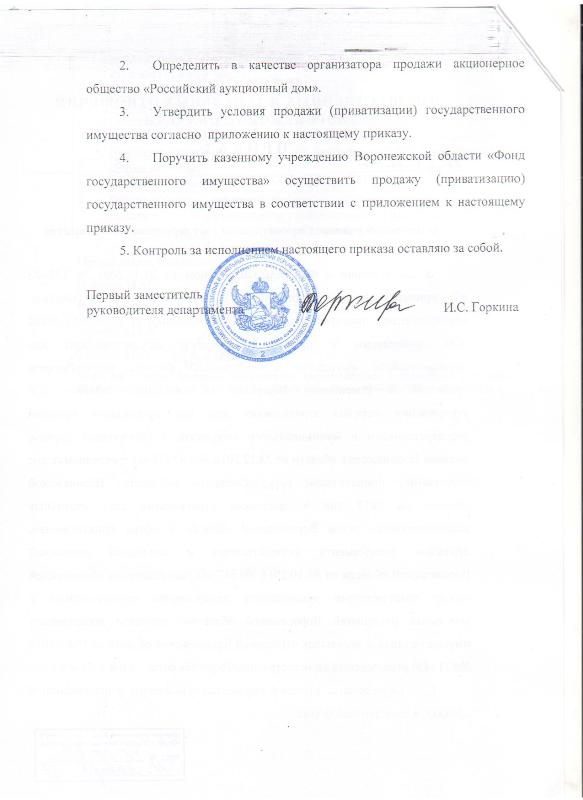 2. Определить в качестве организатора продажи акционерное
общество «Российский аукционный дом».
3. Утвердить условия продажи (приватизации) государственного
имущества согласно приложению к настоящему приказу.
4. Поручить казенному учреждению Воронежской области «Фонд
государственного имущества» осуществить продажу (приватизацию)
государственного имущества в соответствии с приложением к настоящему
приказу.
5. Контроль за исполнением настоящего приказа оставляю за собой.
Первый заместитель
руководителя департамента
И.С. Горкина
2